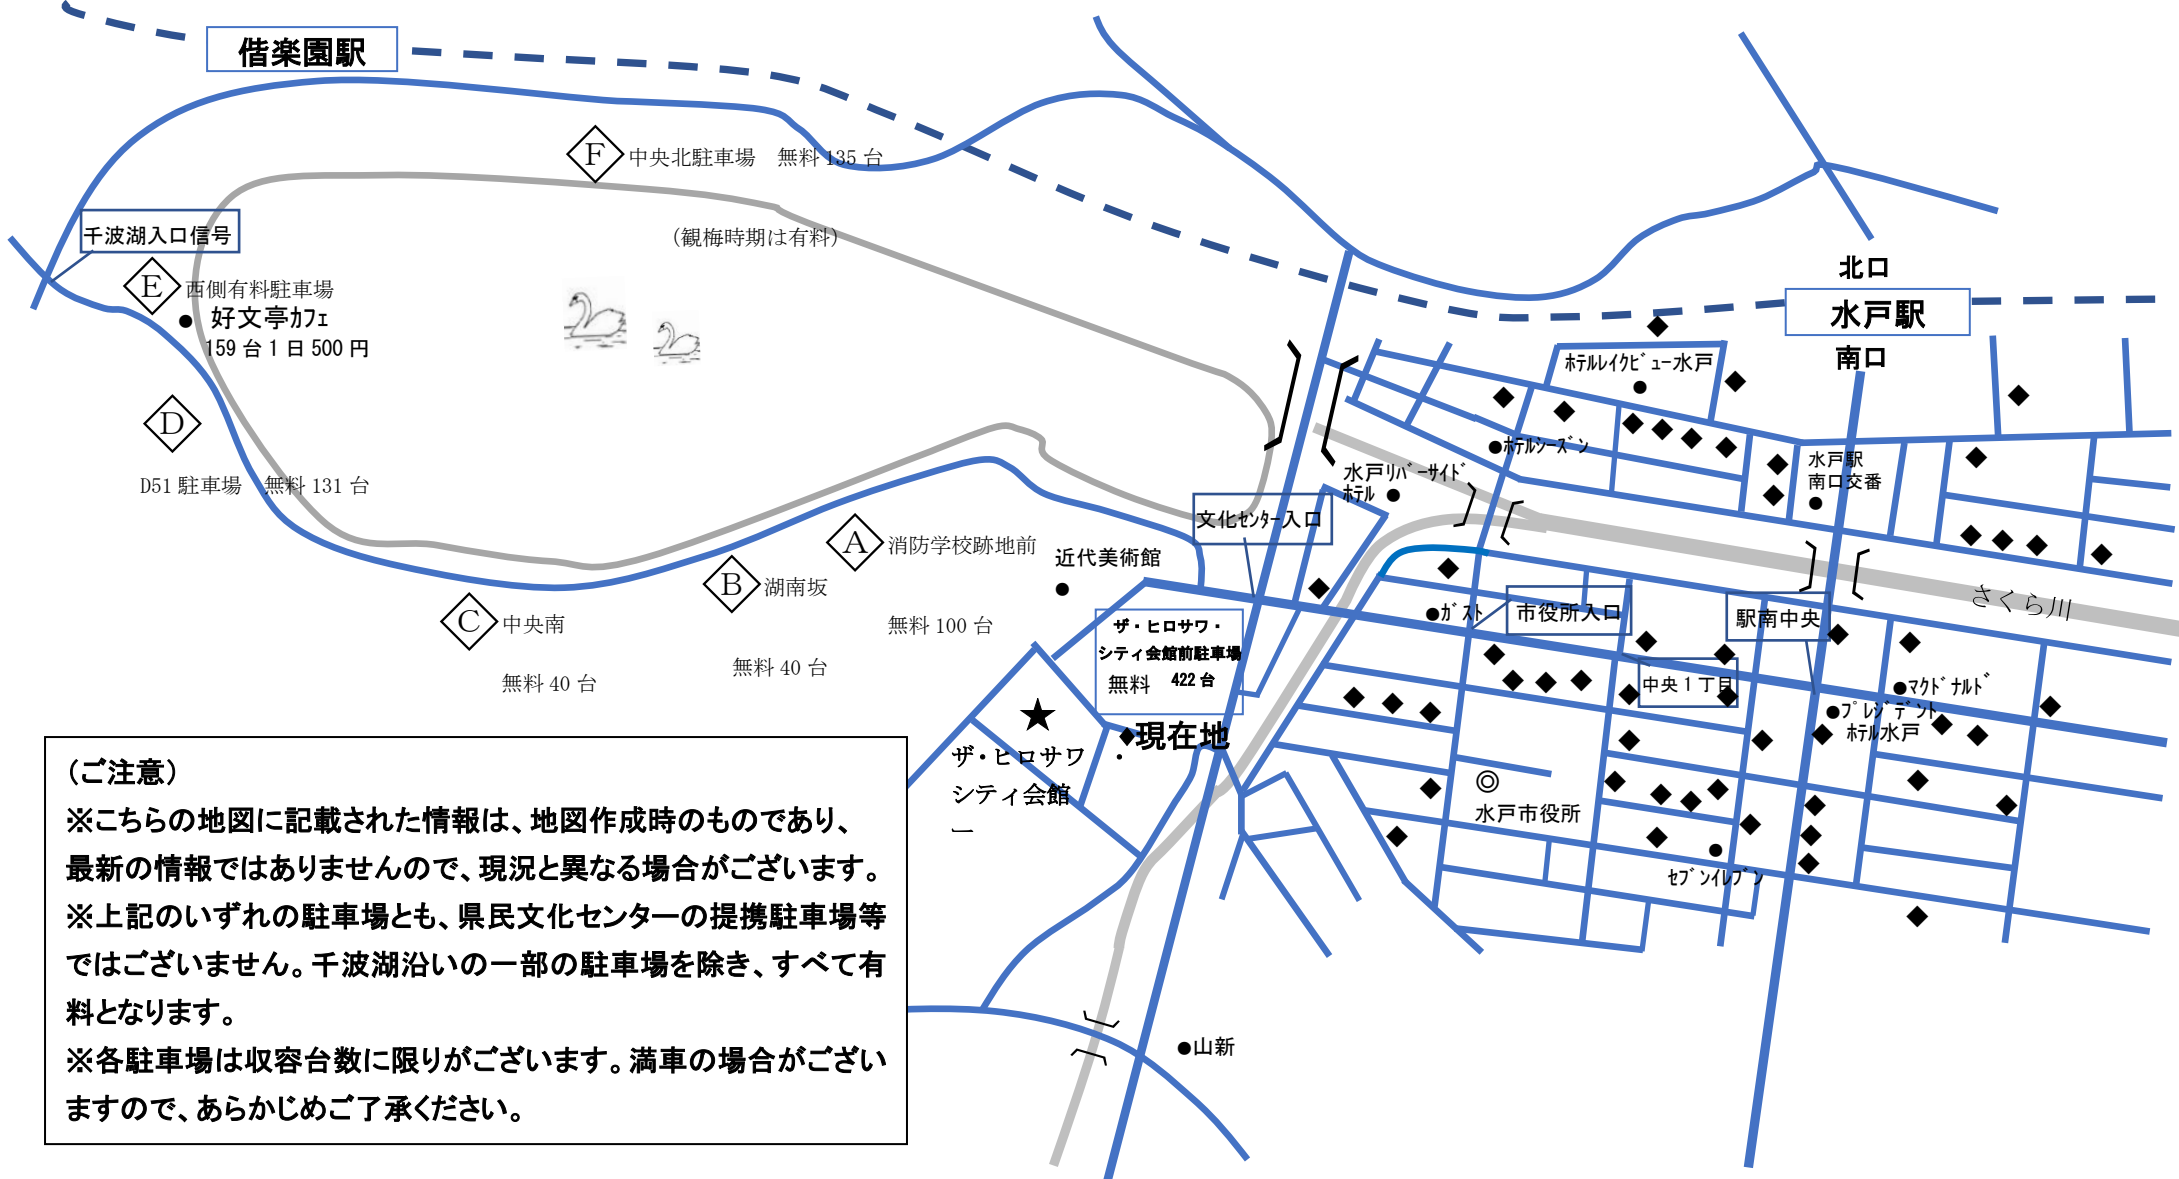 偕楽園駅
F
中央北駐車場　無料 135 台
(観梅時期は有料)
千波湖入口信号
E
西側有料駐車場
●　好文亭ｶﾌｪ
159 台 1 日 500 円
D
D51 駐車場　無料 131 台
A
消防学校跡地前
無料 100 台
B
湖南坂
無料 40 台
C
中央南
無料 40 台
近代美術館
●
ザ・ヒロサワ・
シティ会館前駐車場
無料　422 台
◆現在地
★
ザ・ヒロサワ・
シティ会館
ー
文化ｾﾝﾀｰ入口
北口
水戸駅
南口
ﾎﾃﾙﾚｲｸﾋﾞｭｰ水戸
●
●ﾎﾃﾙｼｰｽﾞﾝ
水戸ﾘﾊﾞｰｻｲﾄﾞ
ﾎﾃﾙ ●
水戸駅
南口交番
●
さくら川
●ｶﾞｽﾄ
市役所入口
駅南中央
中央１丁目
●ﾏｸﾄﾞﾅﾙﾄﾞ
●ﾌﾟﾚｼﾞﾃﾞﾝﾄ
ﾎﾃﾙ水戸
◎
水戸市役所
●
ｾﾌﾞﾝｲﾚﾌﾞﾝ
●山新
（ご注意）
※こちらの地図に記載された情報は、地図作成時のものであり、
最新の情報ではありませんので、現況と異なる場合がございます。
※上記のいずれの駐車場とも、県民文化センターの提携駐車場等
ではございません。千波湖沿いの一部の駐車場を除き、すべて有
料となります。
※各駐車場は収容台数に限りがございます。満車の場合がござい
ますので、あらかじめご了承ください。